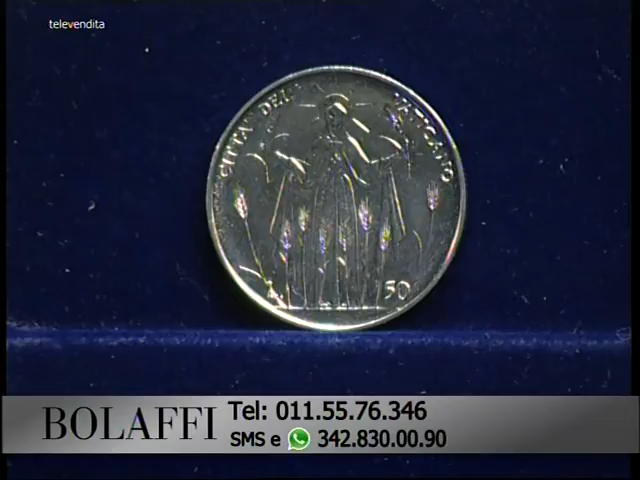 televendita
CITTA' DEL VATICANO
L. 50
BOLAFFI
Tel: 011.55.76.346
SMS e 342.830.00.90